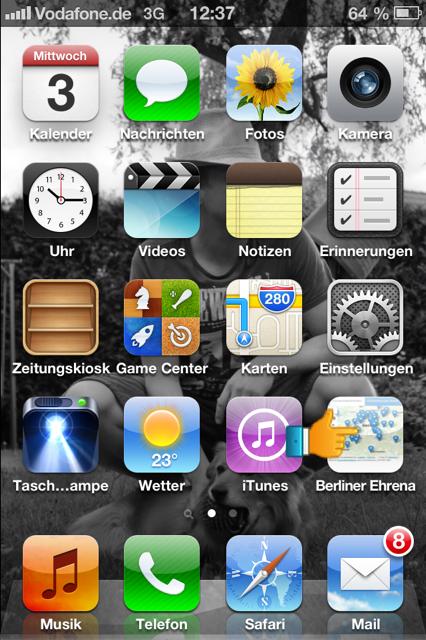 Vodafone.de 3G 12:37 64 %
Mittwoch
3
Kalender Nachrichten Fotos Kamera
Uhr Videos Notizen Erinnerungen
280
Zeitungskiosk Game Center Karten Einstellungen
23°
Tasch...ampe Wetter iTunes Berliner Ehrena
8
Musik Telefon Safari Mail